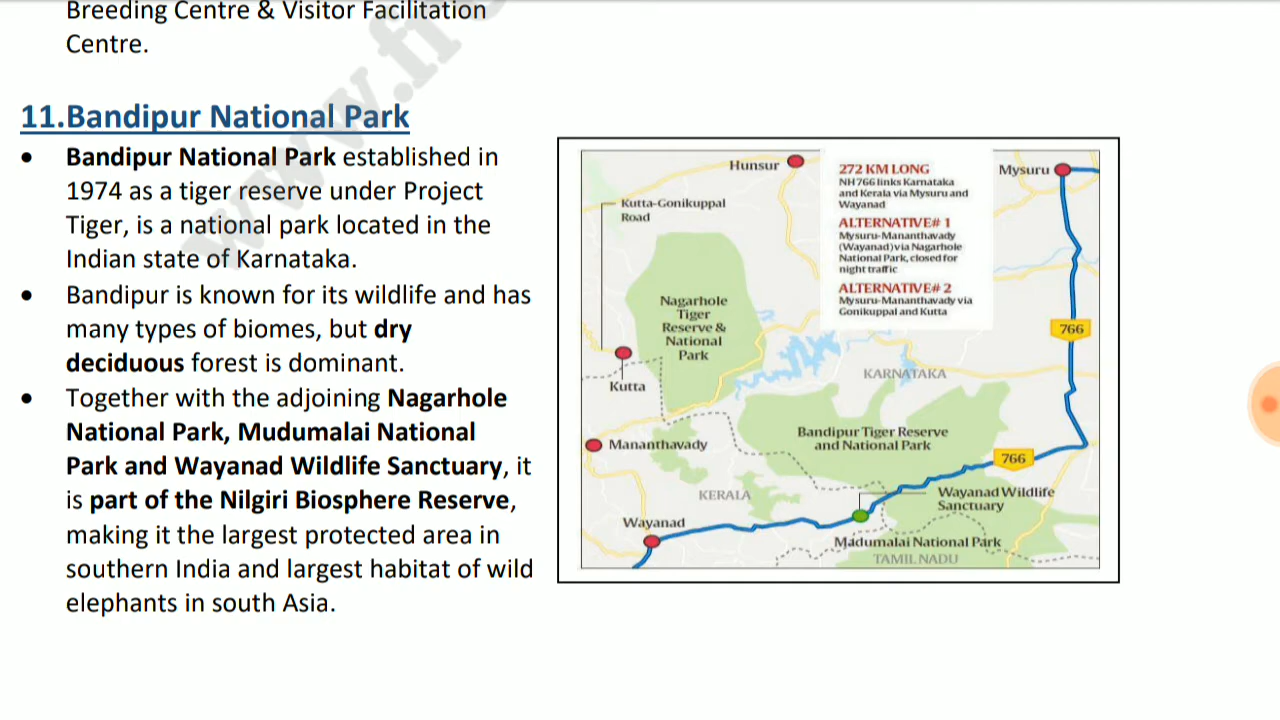 Breeding Centre & Visitor Facilitation
Centre.
11.Bandipur National Park
• Bandipur National Park established in
1974 as a tiger reserve under Project
Tiger, is a national park located in the
Indian state of Karnataka.
• Bandipur is known for its wildlife and has
many types of biomes, but dry
deciduous forest is dominant.
• Together with the adjoining Nagarhole
National Park, Mudumalai National
Park and Wayanad Wildlife Sanctuary, it
is part of the Nilgiri Biosphere Reserve,
making it the largest protected area in
southern India and largest habitat of wild
elephants in south Asia.
Hunsur
Mysuru
272 KM LONG
NH 766 links Karnataka
and Kerala via Mysuru and
Wayanad
ALTERNATIVE# 1
Mysuru-Mananthavady
(Wayanad)via Nagarhole
National Park, closed for
night traffic
ALTERNATIVE# 2
Mysuru-Mananthavady via
Gonikuppal and Kutta
Kutta-Gonikuppal
Road
Nagarhole
Tiger
Reserve &
National
Park
766
KARNATAKA
Kutta
Bandipur Tiger Reserve
and National Park
Mananthavady
766
KERALA
Wayanad Wildlife
Sanctuary
Wayanad
Madumalai National Park
TAMIL NADU